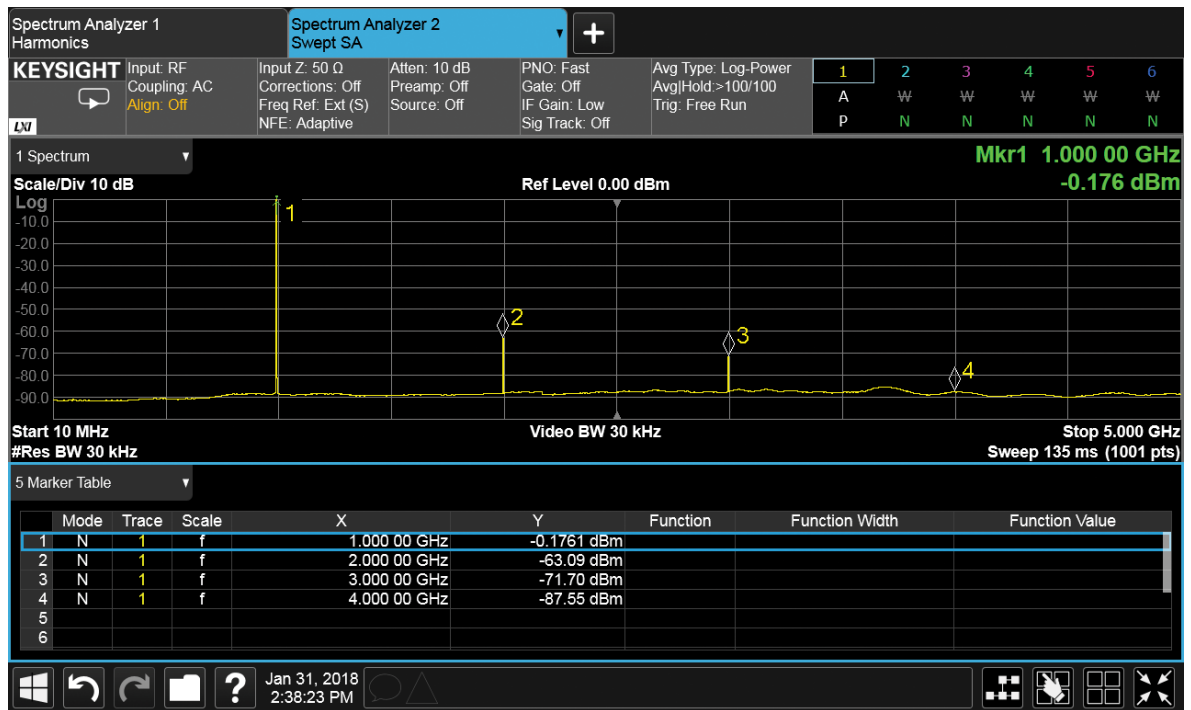 Spectrum Analyzer 1
Harmonics
Spectrum Analyzer 2
Swept SA
KEYSIGHT
LXI
Input: RF
Coupling: AC
Align: Off
Input Z: 50 Ω
Corrections: Off
Freq Ref: Ext (S)
NFE: Adaptive
Atten: 10 dB
Preamp: Off
Source: Off
PNO: Fast
Gate: Off
IF Gain: Low
Sig Track: Off
Avg Type: Log-Power
Avg|Hold:>100/100
Trig: Free Run
1 2 3 4 5 6
A W W W W W
P N N N N N
1 Spectrum
Mkr1 1.000 00 GHz
-0.176 dBm
Scale/Div 10 dB
Ref Level 0.00 dBm
Log
-10.0
-20.0
-30.0
-40.0
-50.0
-60.0
-70.0
-80.0
-90.0
1
2
3
4
Start 10 MHz
Video BW 30 kHz
Stop 5.000 GHz
#Res BW 30 kHz
Sweep 135 ms (1001 pts)
5 Marker Table
Mode Trace Scale X Y Function Function Width Function Value
1 N 1 f 1.000 00 GHz -0.1761 dBm
2 N 1 f 2.000 00 GHz -63.09 dBm
3 N 1 f 3.000 00 GHz -71.70 dBm
4 N 1 f 4.000 00 GHz -87.55 dBm
5
6
?
Jan 31, 2018
2:38:23 PM